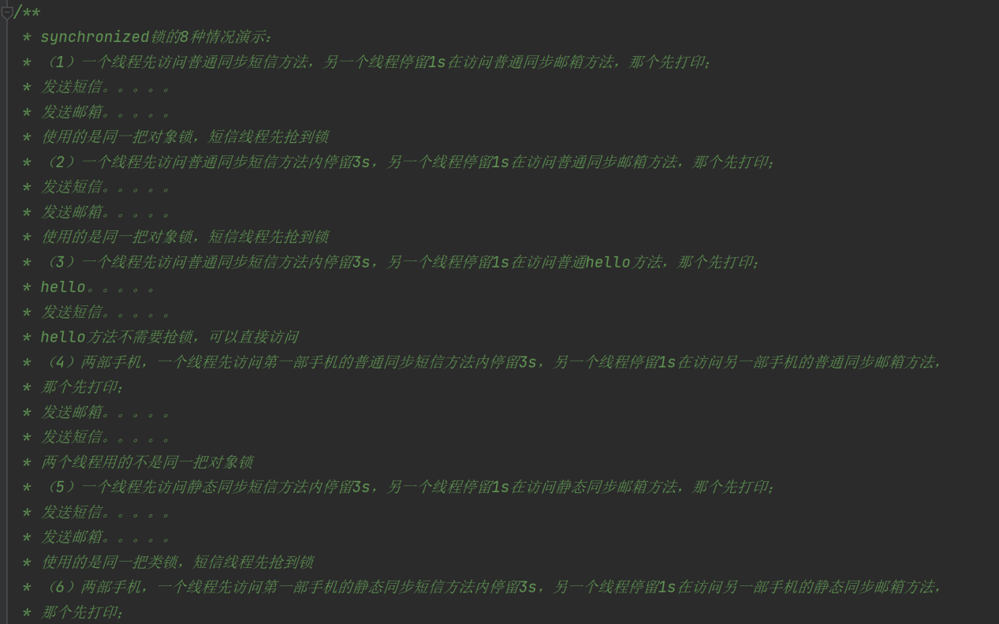 /**
* synchronized锁的8种情况演示：
* （1）一个线程先访问普通同步短信方法，另一个线程停留1s在访问普通同步邮箱方法，那个先打印；
* 发送短信。。。。。
* 发送邮箱。。。。。
* 使用的是同一把对象锁，短信线程先抢到锁
* （2）一个线程先访问普通同步短信方法内停留3s，另一个线程停留1s在访问普通同步邮箱方法，那个先打印；
* 发送短信。。。。。
* 发送邮箱。。。。。
* 使用的是同一把对象锁，短信线程先抢到锁
* （3）一个线程先访问普通同步短信方法内停留3s，另一个线程停留1s在访问普通hello方法，那个先打印；
* hello。。。。。
* 发送短信。。。。。
* hello方法不需要抢锁，可以直接访问
* （4）两部手机，一个线程先访问第一部手机的普通同步短信方法内停留3s，另一个线程停留1s在访问另一部手机的普通同步邮箱方法，
* 那个先打印；
* 发送邮箱。。。。。
* 发送短信。。。。。
* 两个线程用的不是同一把对象锁
* （5）一个线程先访问静态同步短信方法内停留3s，另一个线程停留1s在访问静态同步邮箱方法，那个先打印；
* 发送短信。。。。。
* 发送邮箱。。。。。
* 使用的是同一把类锁，短信线程先抢到锁
* （6）两部手机，一个线程先访问第一部手机的静态同步短信方法内停留3s，另一个线程停留1s在访问另一部手机的静态同步邮箱方法，
* 那个先打印；